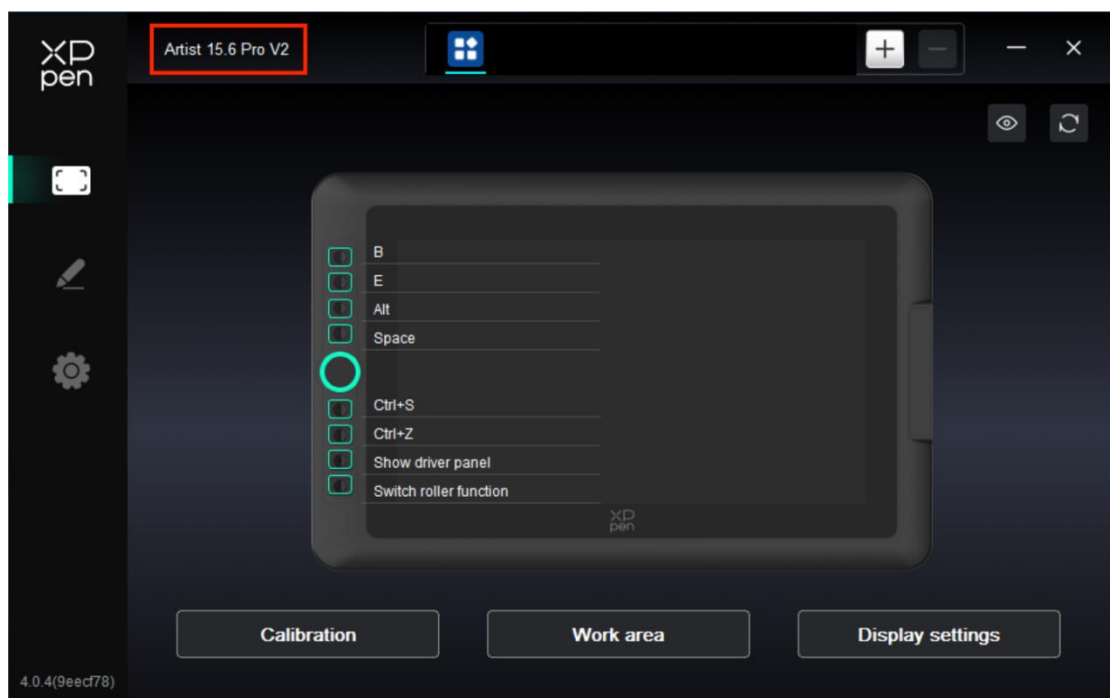 XP
pen
Artist 15.6 Pro V2
B
E
Alt
Space
Ctrl+S
Ctrl+Z
Show driver panel
Switch roller function
XP
pen
Calibration
Work area
Display settings
4.0.4(9eecf78)